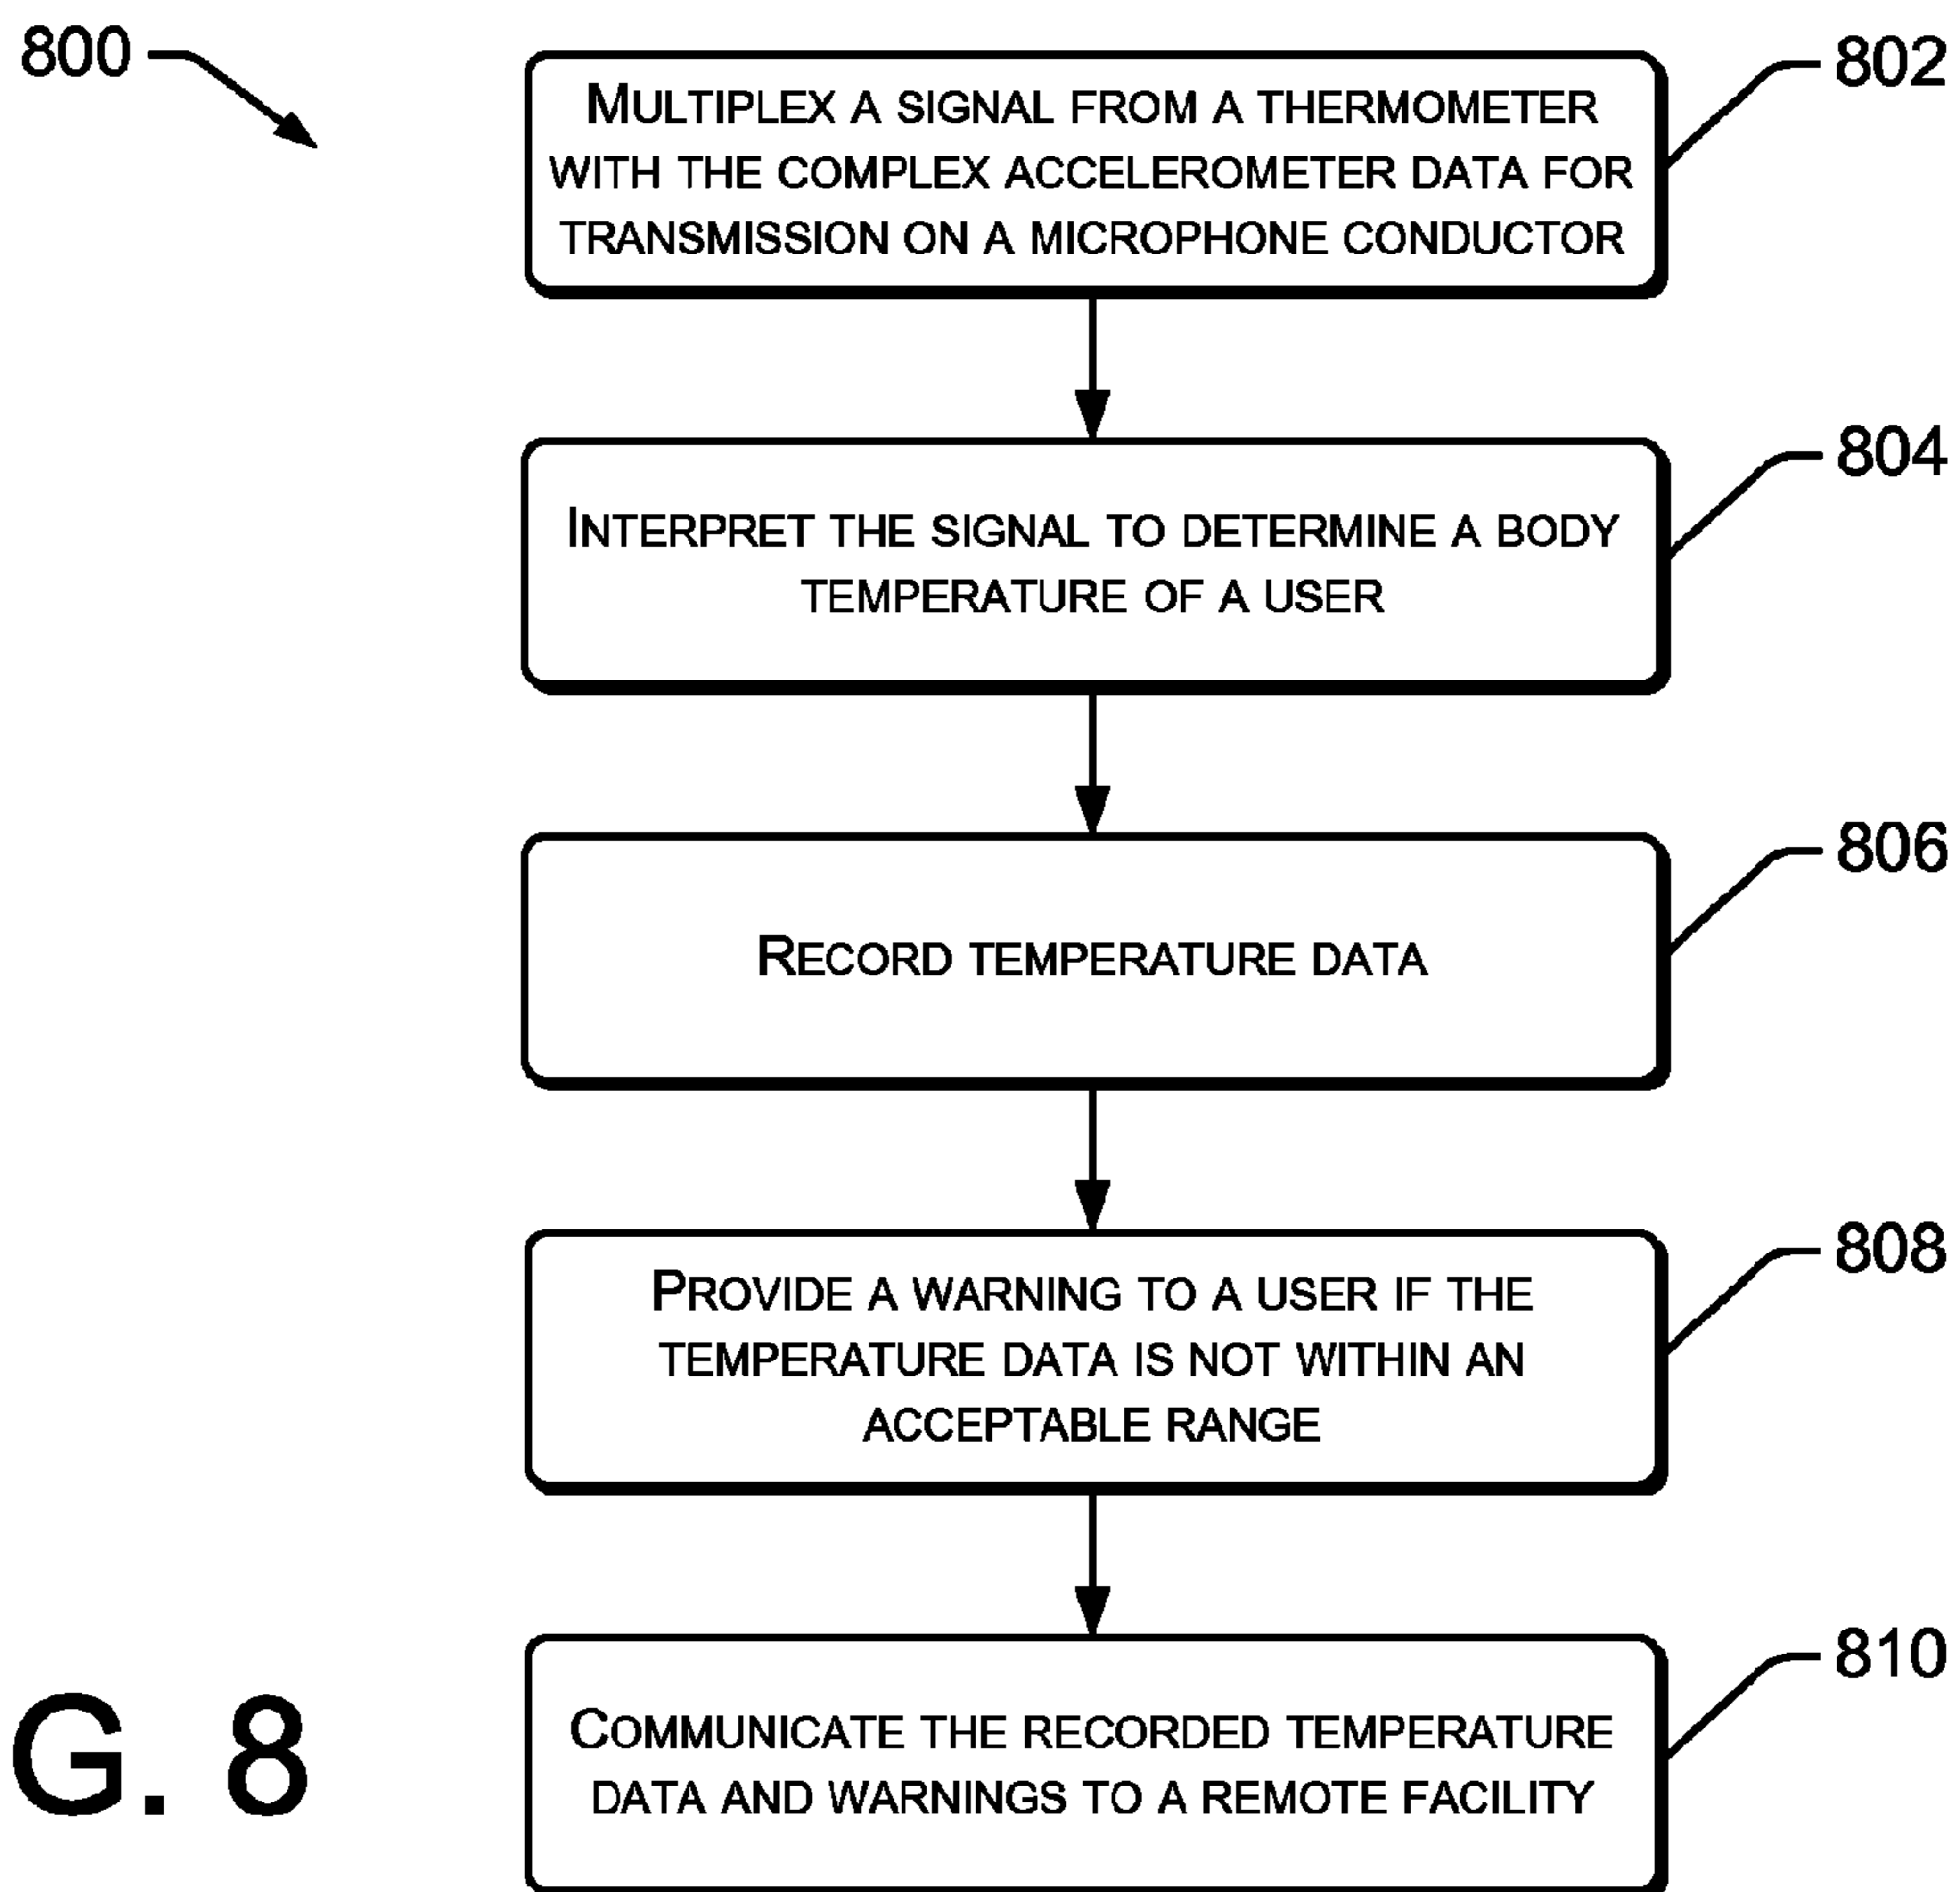 800
MULTIPLEX A SIGNAL FROM A THERMOMETER
WITH THE COMPLEX ACCELEROMETER DATA FOR
TRANSMISSION ON A MICROPHONE CONDUCTOR
802
INTERPRET THE SIGNAL TO DETERMINE A BODY
TEMPERATURE OF A USER
804
RECORD TEMPERATURE DATA
806
PROVIDE A WARNING TO A USER IF THE
TEMPERATURE DATA IS NOT WITHIN AN
ACCEPTABLE RANGE
808
COMMUNICATE THE RECORDED TEMPERATURE
DATA AND WARNINGS TO A REMOTE FACILITY
810
G. 8